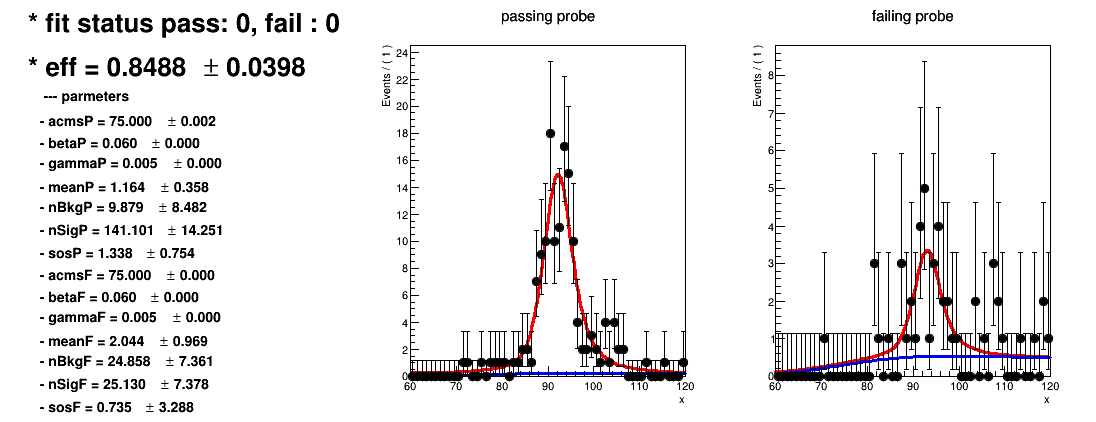 * fit status pass: 0, fail : 0
* eff = 0.8488 ± 0.0398
--- parmeters
- acmsP = 75.000 ± 0.002
- betaP = 0.060 ± 0.000
- gammaP = 0.005 ± 0.000
- meanP = 1.164 ± 0.358
- nBkgP = 9.879 ± 8.482
- nSigP = 141.101 ± 14.251
- sosP = 1.338 ± 0.754
- acmsF = 75.000 ± 0.000
- betaF = 0.060 ± 0.000
- gammaF = 0.005 ± 0.000
- meanF = 2.044 ± 0.969
- nBkgF = 24.858 ± 7.361
- nSigF = 25.130 ± 7.378
- sosF = 0.735 ± 3.288
passing probe
Events / ( 1 )
24
22
20
18
16
14
12
10
8
6
4
2
0
60 70 80 90 100 110 120
x
failing probe
Events / ( 1 )
8
7
6
5
4
3
2
1
0
60 70 80 90 100 110 120
x